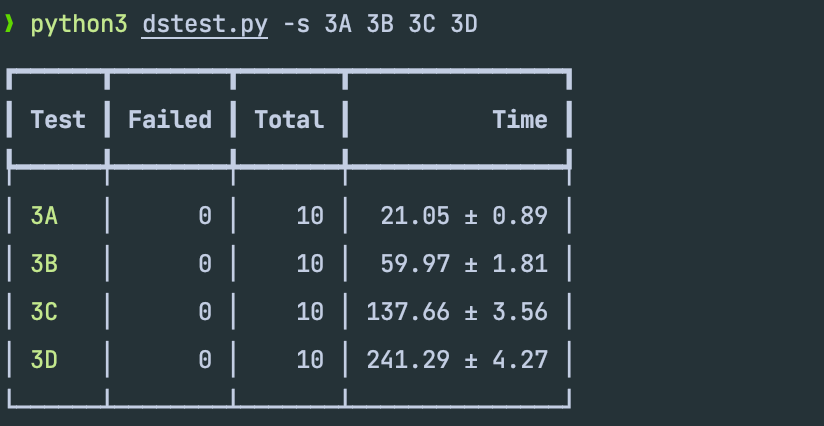 ❯ python3 dstest.py -s 3A 3B 3C 3D
Test Failed Total Time
3A 0 10 21.05 ± 0.89
3B 0 10 59.97 ± 1.81
3C 0 10 137.66 ± 3.56
3D 0 10 241.29 ± 4.27